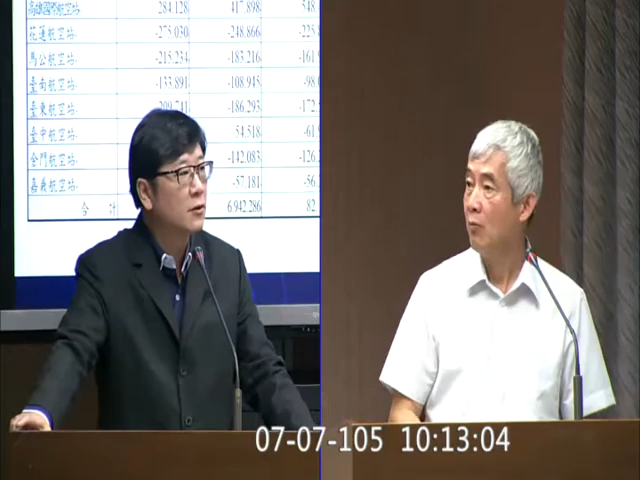 高雄國際航空站 284.128 417.898 548.
花蓮航空站 -275.030 -248.866 -225.
馬公航空站 -215.234 -183.216 -161.
臺南航空站 -133.891 -108.945 -98.
臺東航空站 -186.293 -172.
臺中航空站 54.518 -61.
金門航空站 -142.083 -126.
嘉義航空站 -57.181 -56.
合 計 6.942.286 82.
07-07-105 10:13:04